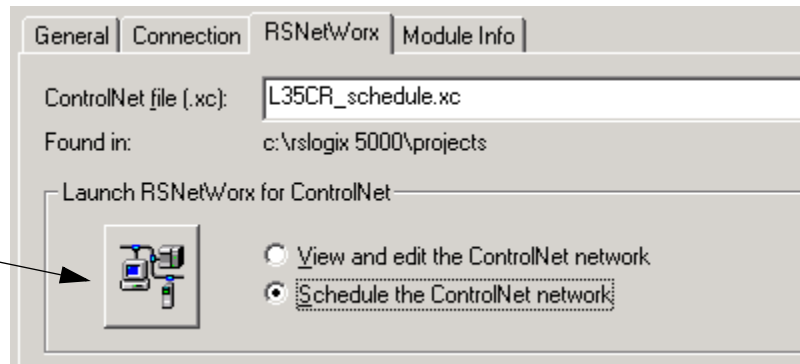 General Connection RSNetWorx Module Info
ControlNet file (.xc): L35CR_schedule.xc
Found in: c:\rslogix 5000\projects
Launch RSNetWorx for ControlNet
View and edit the ControlNet network
Schedule the ControlNet network